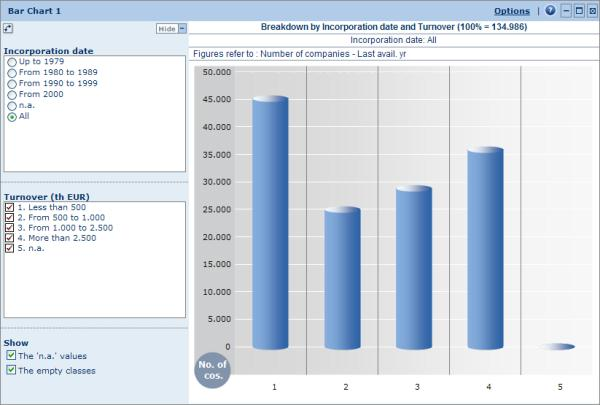 Bar Chart 1
Options
?
Hide
Incorporation date
Up to 1979
From 1980 to 1989
From 1990 to 1999
From 2000
n.a.
All
Turnover (th EUR)
1. Less than 500
2. From 500 to 1.000
3. From 1.000 to 2.500
4. More than 2.500
5. n.a.
Show
The 'n.a.' values
The empty classes
Breakdown by Incorporation date and Turnover (100% = 134.986)
Incorporation date: All
Figures refer to : Number of companies - Last avail. yr
50.000
45.000
40.000
35.000
30.000
25.000
20.000
15.000
10.000
5.000
0
No. of
cos.
1 2 3 4 5